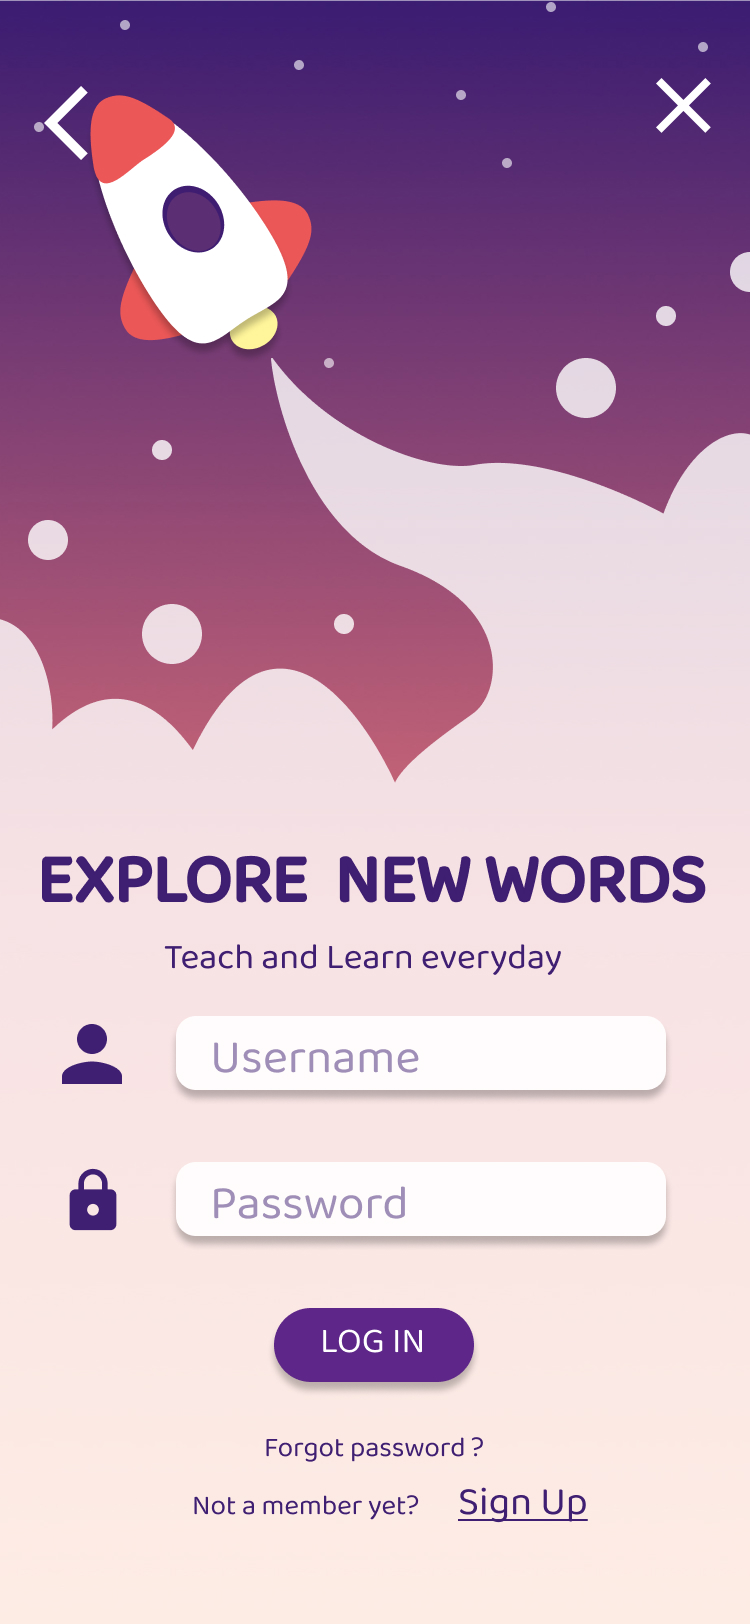 EXPLORE NEW WORDS
Teach and Learn everyday
Username
Password
LOG IN
Forgot password ?
Not a member yet? Sign Up